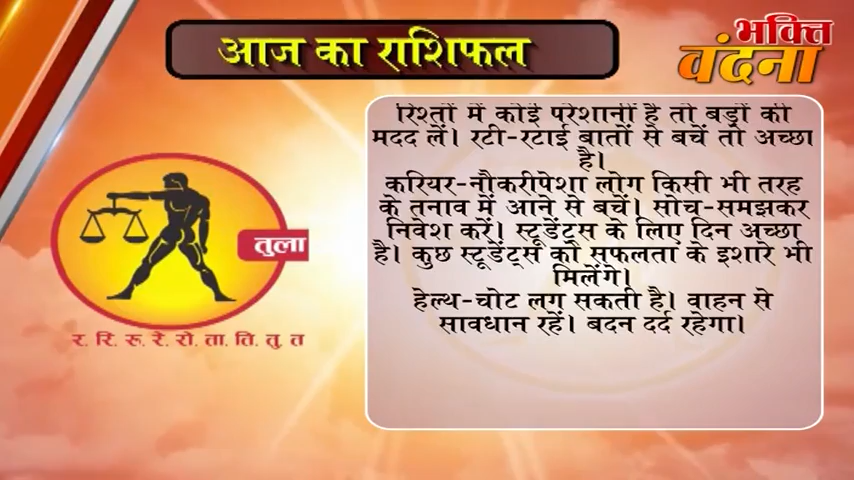 आज का राशिफल
भक्ति
वंदना
रिश्तों में कोई परेशानी है तो बड़ों की
मदद लें। रटी-रटाई बातों से बचें तो अच्छा
है।
करियर-नौकरीपेशा लोग किसी भी तरह
के तनाव में आने से बचें। सोच-समझकर
निवेश करें। स्टूडेंट्स के लिए दिन अच्छा
है। कुछ स्टूडेंट्स को सफलता के इशारे भी
मिलेंगे।
हेल्थ-चोट लग सकती है। वाहन से
सावधान रहें। बदन दर्द रहेगा।
तुला
र. रि. रू. रे. रो. ता. ति. तु. त